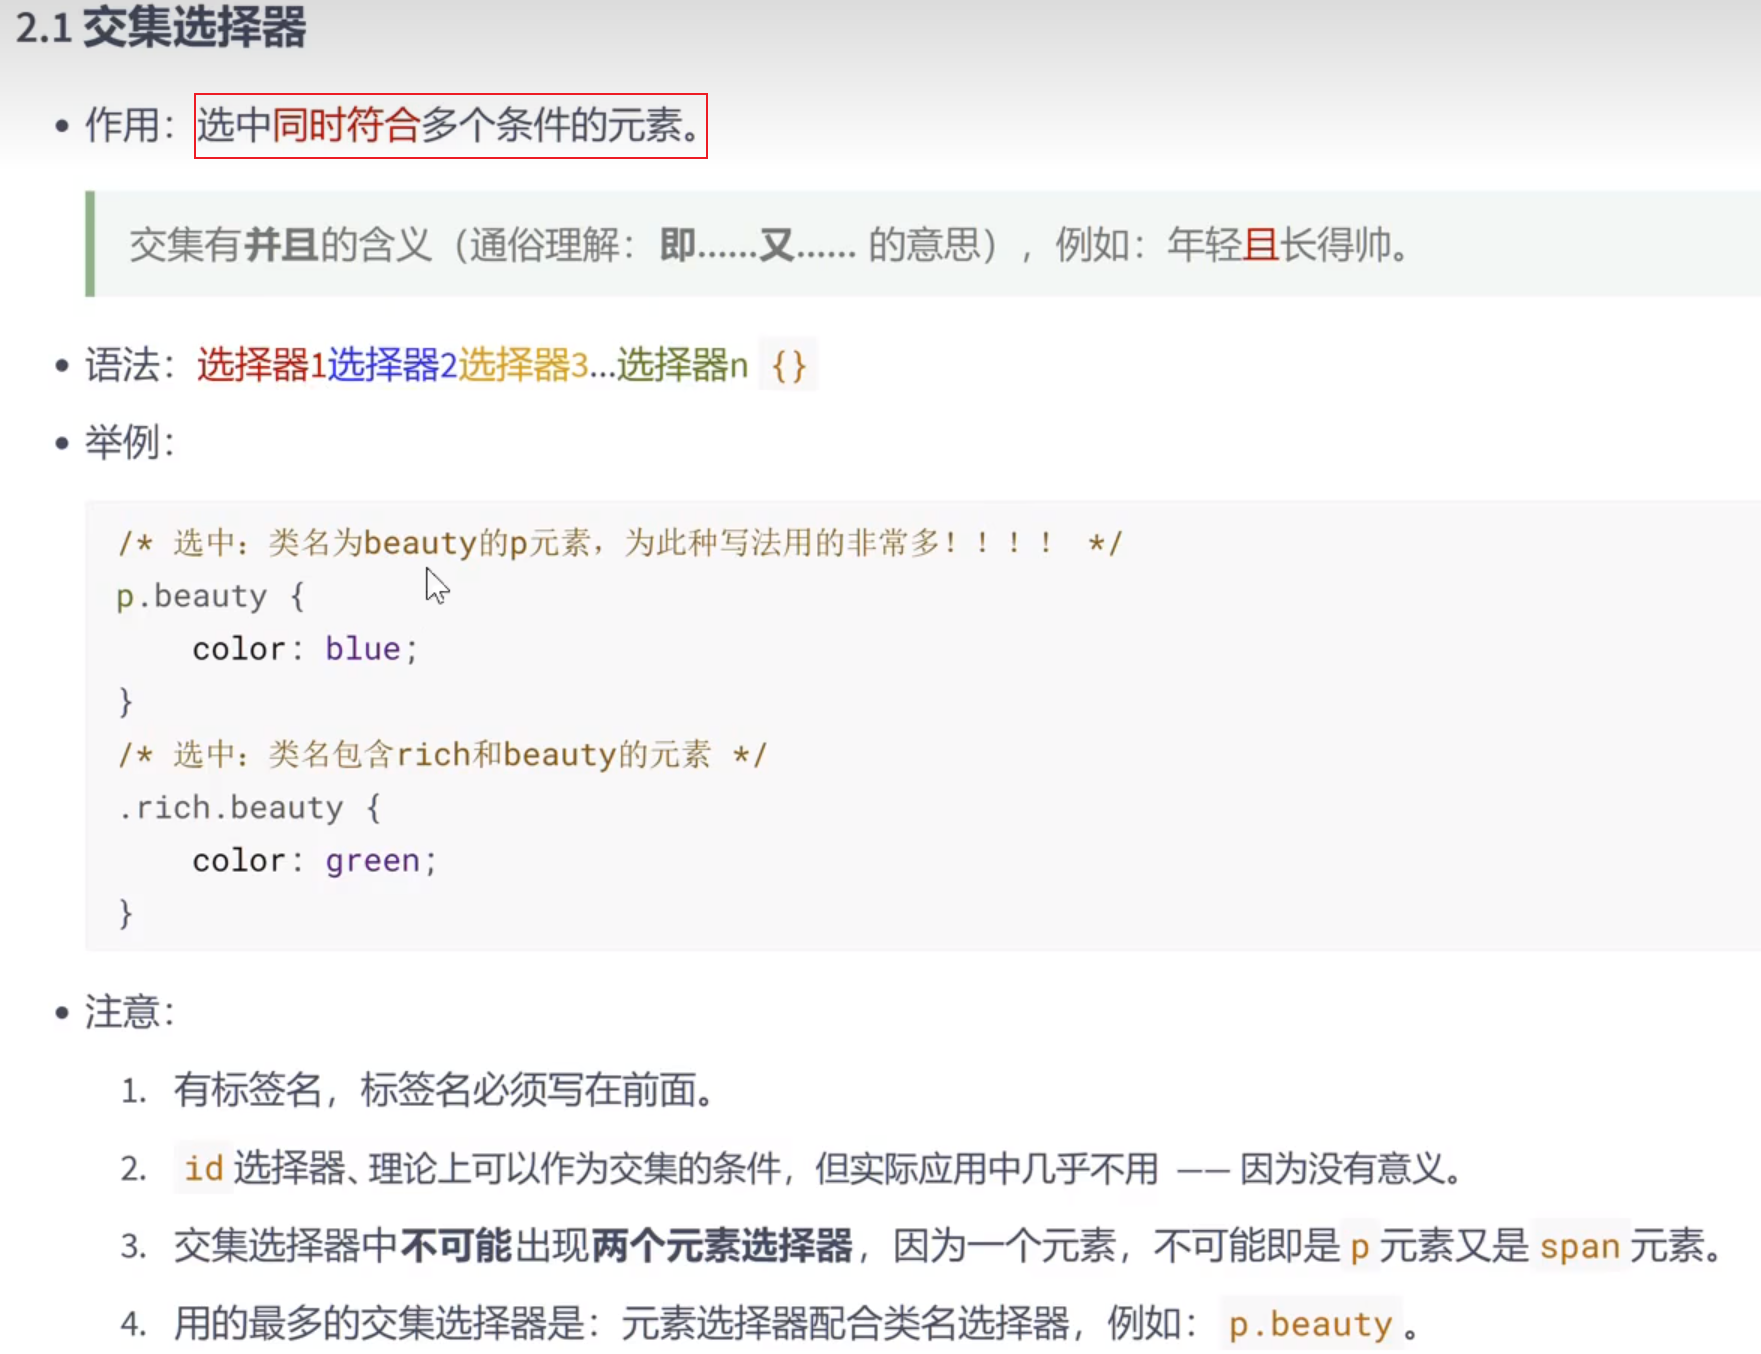 2.1 交集选择器
• 作用：选中同时符合多个条件的元素。
交集有并且的含义（通俗理解：即……又…… 的意思），例如：年轻且长得帅。
• 语法：选择器1选择器2选择器3...选择器n {}
• 举例：
/* 选中：类名为beauty的p元素，为此种写法用的非常多！！！！ */
p.beauty {
    color: blue;
}
/* 选中：类名包含rich和beauty的元素 */
.rich.beauty {
    color: green;
}
• 注意：
1. 有标签名，标签名必须写在前面。
2. id 选择器、理论上可以作为交集的条件，但实际应用中几乎不用 —— 因为没有意义。
3. 交集选择器中不可能出现两个元素选择器，因为一个元素，不可能即是 p 元素又是 span 元素。
4. 用的最多的交集选择器是：元素选择器配合类名选择器，例如： p.beauty 。